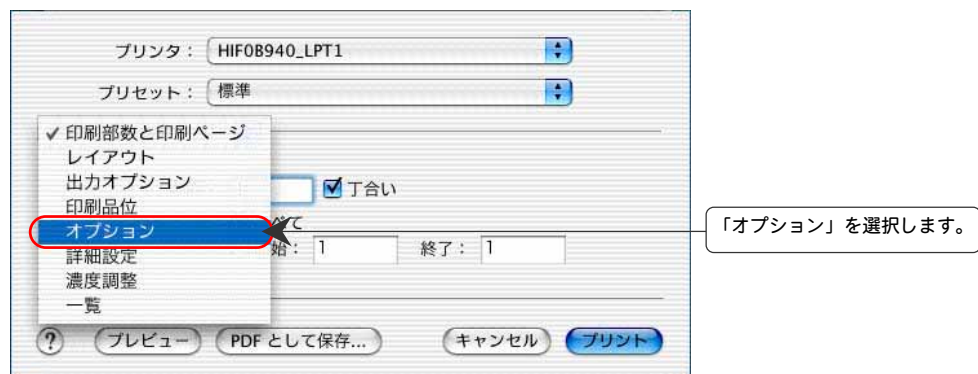 プリンタ： HIF0B940_LPT1
プリセット： 標準
✓ 印刷部数と印刷ページ
レイアウト
出力オプション
丁合い
印刷品位
べて
オプション
「オプション」を選択します。
始： 1 終了： 1
詳細設定
濃度調整
一覧
? プレビュー PDF として保存... キャンセル プリント